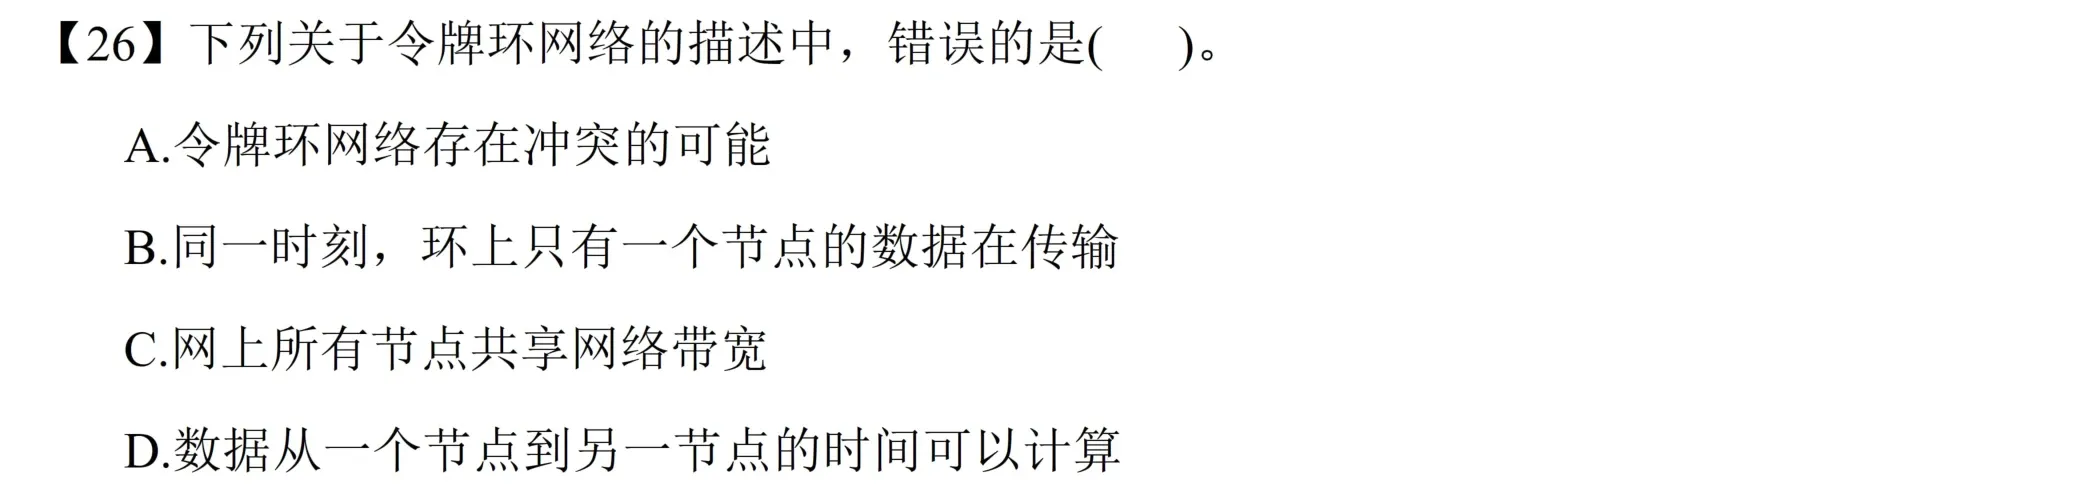 【26】下列关于令牌环网络的描述中，错误的是(    )。
A.令牌环网络存在冲突的可能
B.同一时刻，环上只有一个节点的数据在传输
C.网上所有节点共享网络带宽
D.数据从一个节点到另一节点的时间可以计算